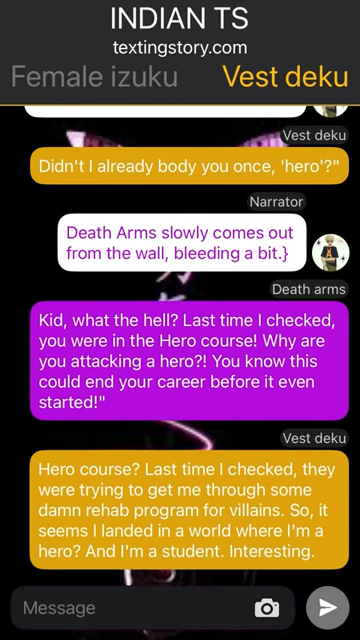 INDIAN TS
textingstory.com
Female izuku
Vest deku
Vest deku
Didn't I already body you once, 'hero'?"
Narrator
Death Arms slowly comes out
from the wall, bleeding a bit.}
Death arms
Kid, what the hell? Last time I checked,
you were in the Hero course! Why are
you attacking a hero?! You know this
could end your career before it even
started!"
Vest deku
Hero course? Last time I checked, they
were trying to get me through some
damn rehab program for villains. So, it
seems I landed in a world where I'm a
hero? And I'm a student. Interesting.
Message